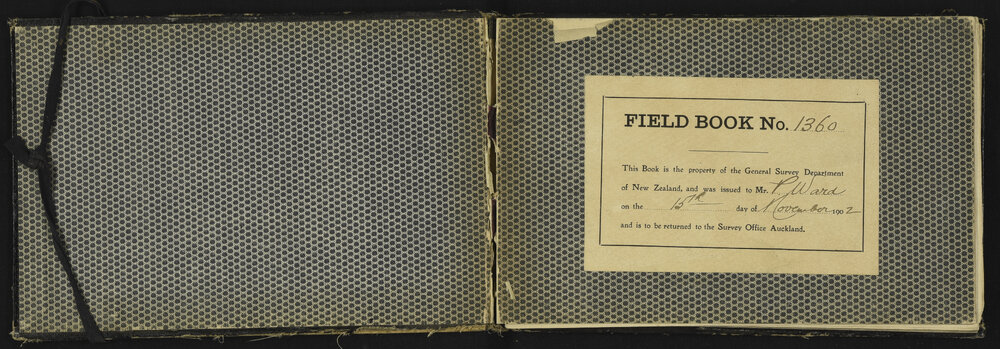 FIELD BOOK No. 1360
This Book is the property of the General Survey Department
of New Zealand, and was issued to Mr. P. Ward
on the 15th day of November 1902
and is to be returned to the Survey Office Auckland.